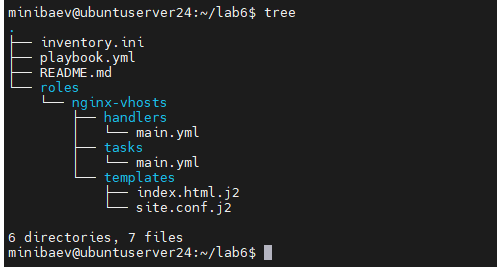 minibaev@ubuntuserver24:~/lab6$ tree
.
├── inventory.ini
├── playbook.yml
├── README.md
└── roles
    └── nginx-vhosts
        ├── handlers
        │   └── main.yml
        ├── tasks
        │   └── main.yml
        └── templates
            ├── index.html.j2
            └── site.conf.j2

6 directories, 7 files
minibaev@ubuntuserver24:~/lab6$